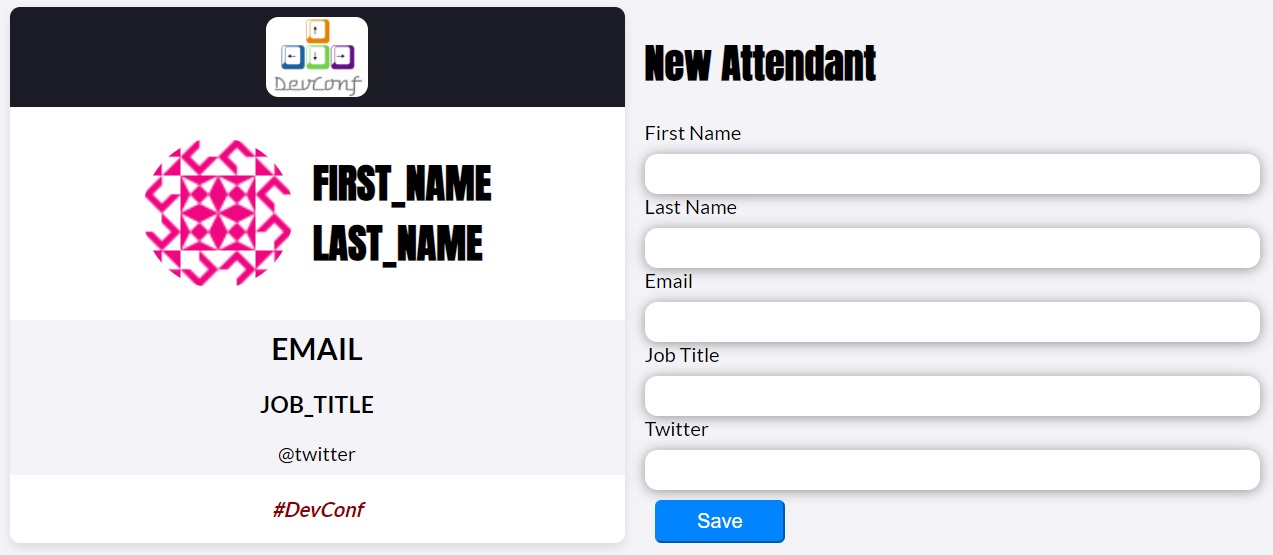 DevConf
FIRST_NAME
LAST_NAME
EMAIL
JOB_TITLE
@twitter
#DevConf
New Attendant
First Name
Last Name
Email
Job Title
Twitter
Save